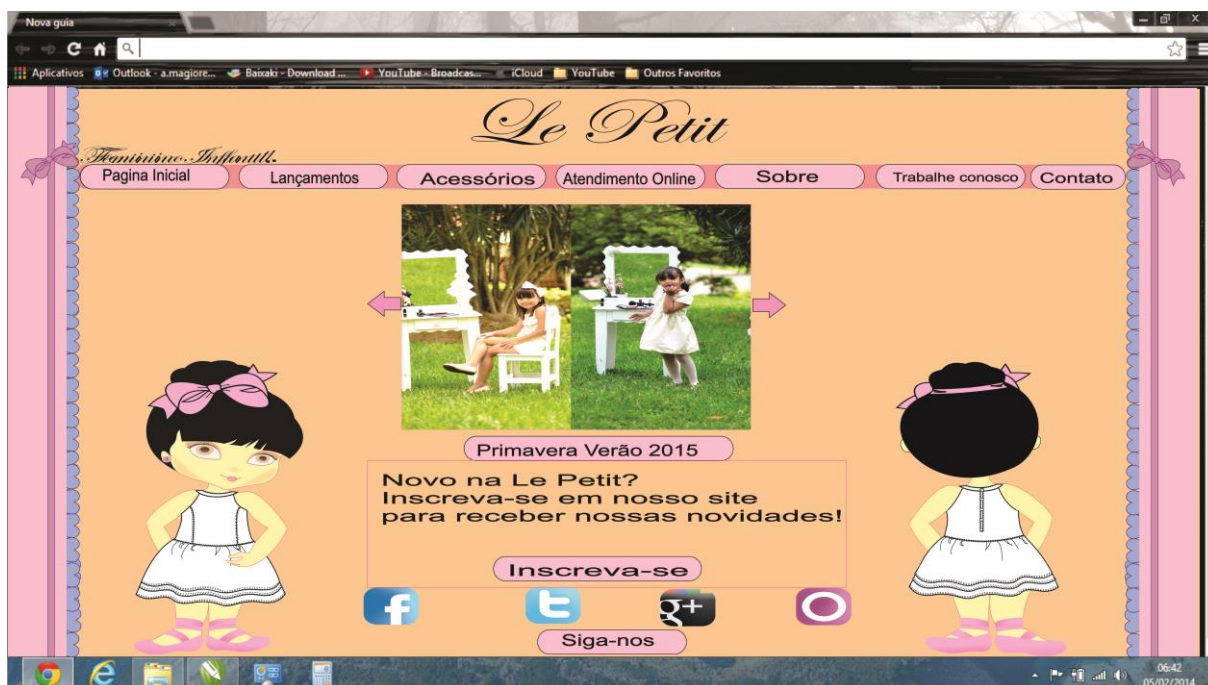 Nova guia
Aplicativos Outlook - a.magiore... Baixaki - Download ... YouTube - Broadcas... iCloud YouTube Outros Favoritos
Le Petit
Pagina Inicial Lançamentos Acessórios Atendimento Online Sobre Trabalhe conosco Contato
Primavera Verão 2015
Novo na Le Petit?
Inscreva-se em nosso site
para receber nossas novidades!
Inscreva-se
f t g+
Siga-nos
06:42
05/02/2014